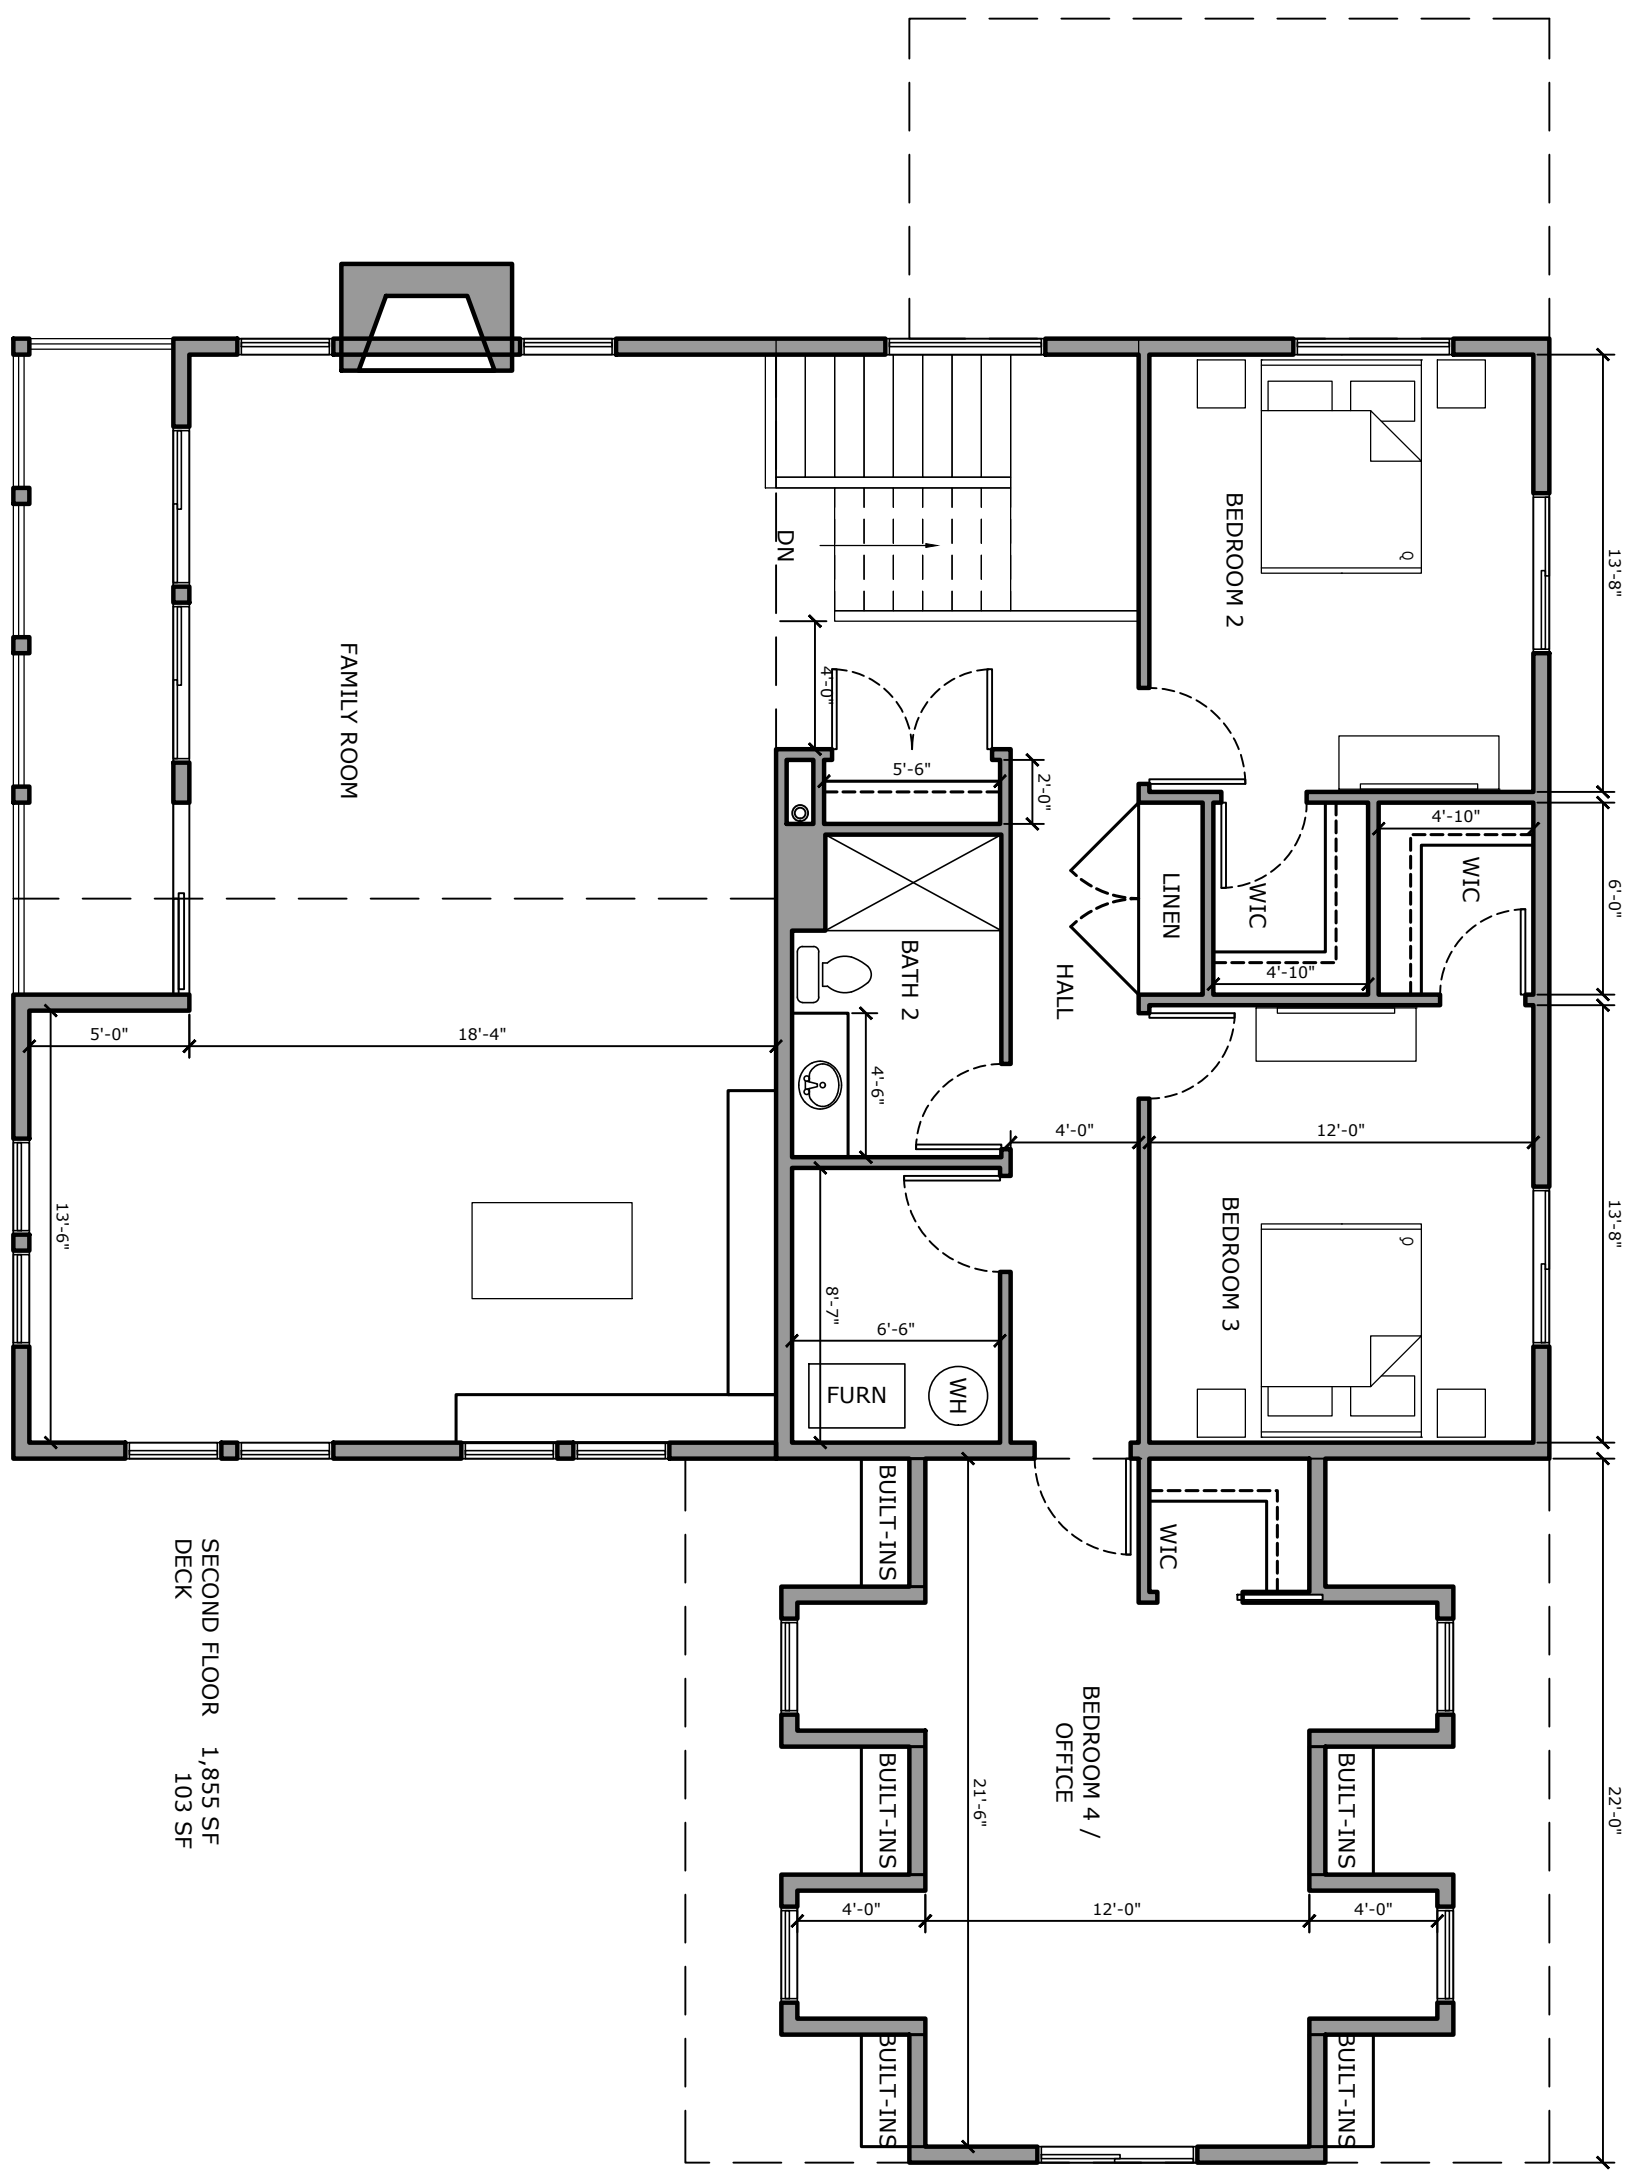 13'-8"
BEDROOM 2
Q
DN
FAMILY ROOM
4'-0"
5'-6"
2'-0"
4'-10"
WIC
6'-0"
WIC
LINEN
4'-10"
HALL
BATH 2
5'-0"
18'-4"
4'-6"
4'-0"
12'-0"
13'-6"
BEDROOM 3
Q
13'-8"
8'-7"
6'-6"
FURN
WH
BUILT-INS
WIC
SECOND FLOOR 1,855 SF
DECK 103 SF
BEDROOM 4 /
OFFICE
BUILT-INS
BUILT-INS
21'-6"
22'-0"
4'-0"
12'-0"
4'-0"
BUILT-INS
BUILT-INS